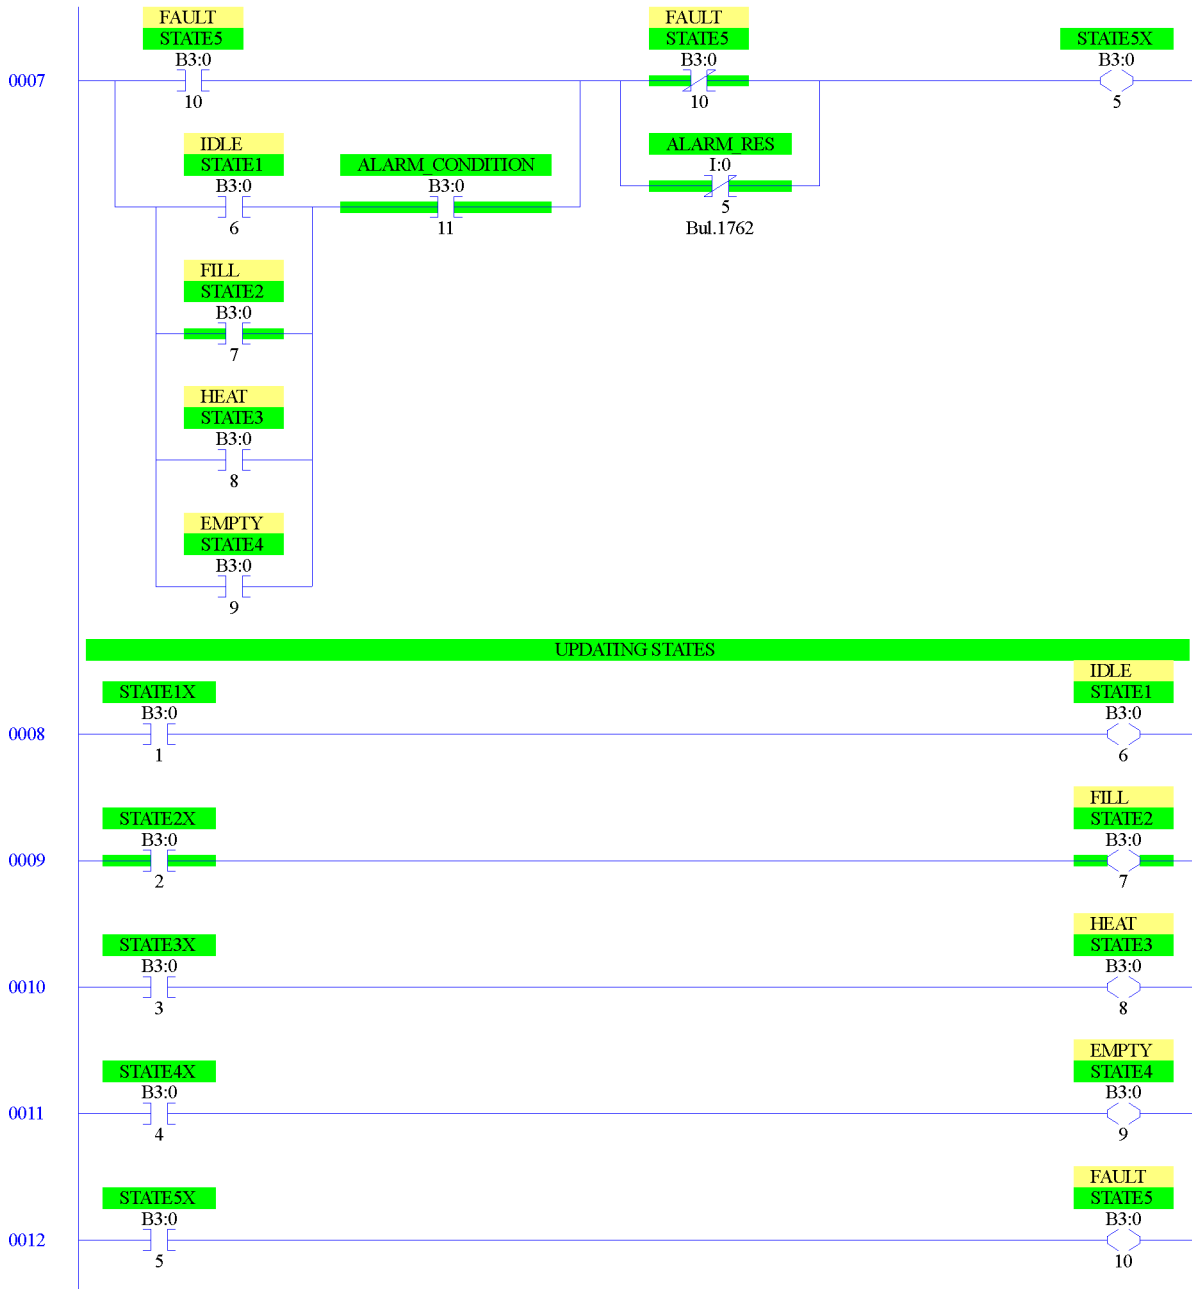 FAULT FAULT
STATE5 STATE5 STATE5X
B3:0 B3:0 B3:0
0007
10 10 5
IDLE ALARM_RES
STATE1 ALARM_CONDITION I:0
B3:0 B3:0
6 11 5
Bul.1762
FILL
STATE2
B3:0
7
HEAT
STATE3
B3:0
8
EMPTY
STATE4
B3:0
9
UPDATING STATES
IDLE
STATE1X STATE1
B3:0 B3:0
0008
1 6
FILL
STATE2X STATE2
B3:0 B3:0
0009
2 7
HEAT
STATE3X STATE3
B3:0 B3:0
0010
3 8
EMPTY
STATE4X STATE4
B3:0 B3:0
0011
4 9
FAULT
STATE5X STATE5
B3:0 B3:0
0012
5 10